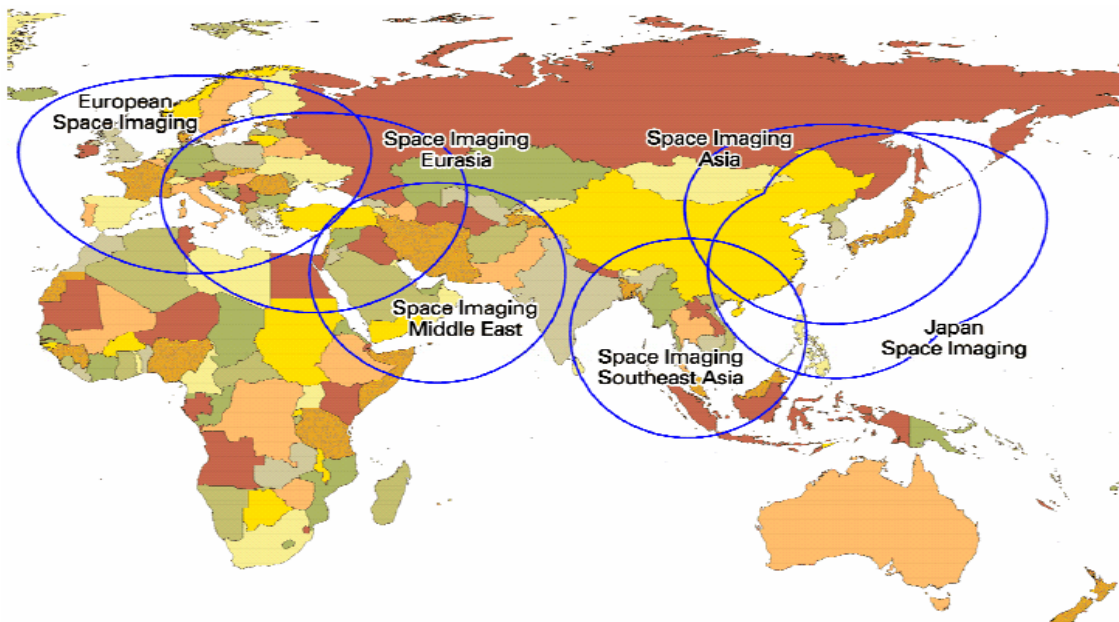 European
Space Imaging
Space Imaging
Eurasia
Space Imaging
Asia
Space Imaging
Middle East
Space Imaging
Southeast Asia
Japan
Space Imaging